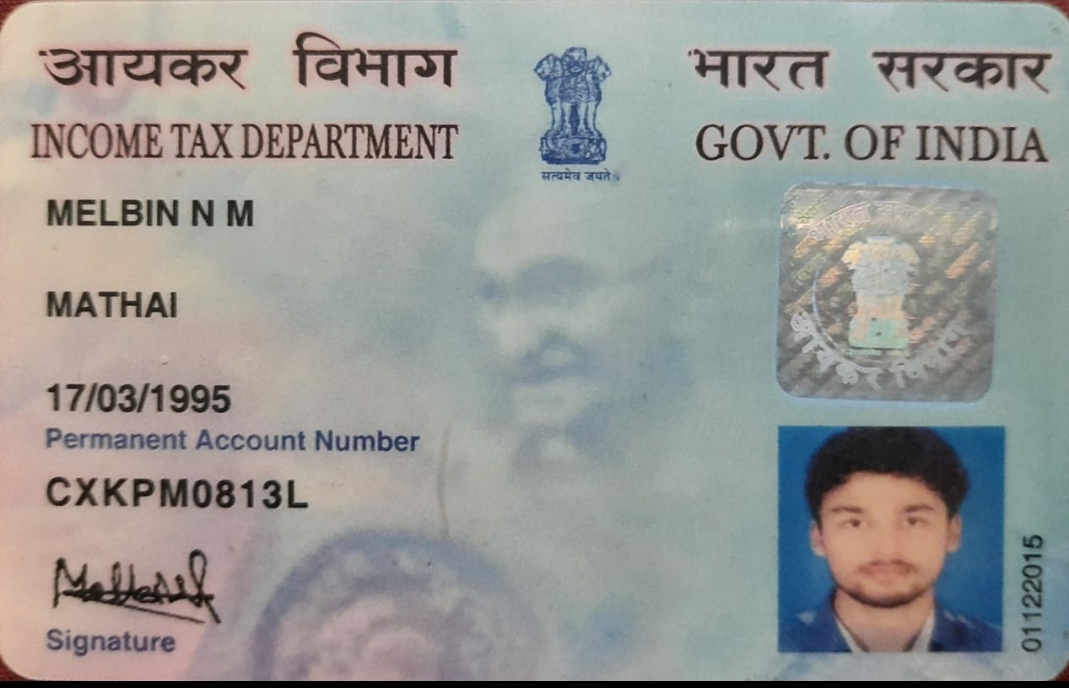 आयकर विभाग
INCOME TAX DEPARTMENT
सत्यमेव जयते
भारत सरकार
GOVT. OF INDIA
MELBIN N M
MATHAI
17/03/1995
Permanent Account Number
CXKPM0813L
Signature
आयकर विभाग
01122015